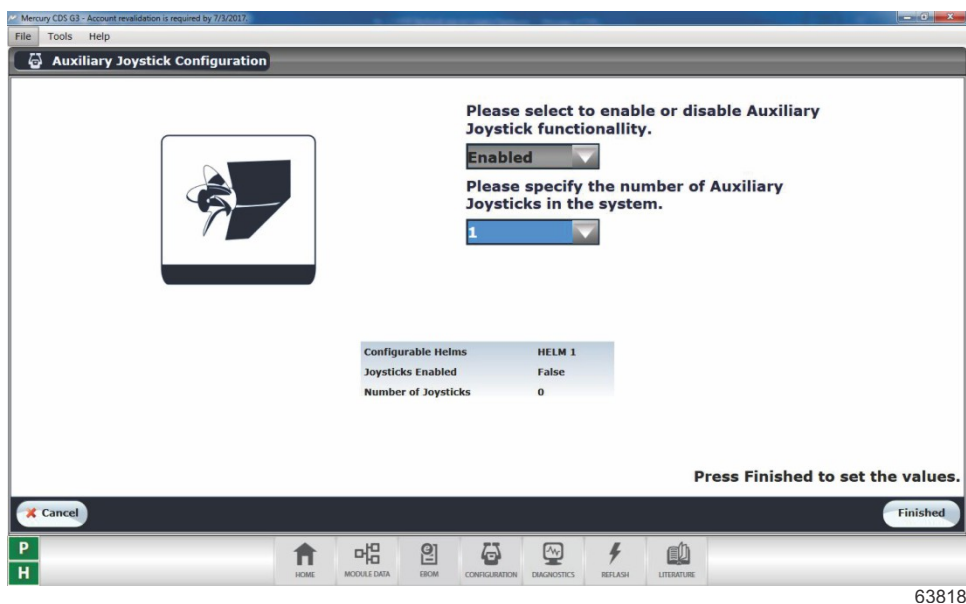 Mercury CDS G3 - Account revalidation is required by 7/3/2017.
File Tools Help
Auxiliary Joystick Configuration
Please select to enable or disable Auxiliary
Joystick functionallity.
Enabled
Please specify the number of Auxiliary
Joysticks in the system.
1
Configurable Helms HELM 1
Joysticks Enabled False
Number of Joysticks 0
Press Finished to set the values.
Cancel Finished
P
H
HOME MODULE DATA EBOM CONFIGURATION DIAGNOSTICS REFLASH LITERATURE
63818